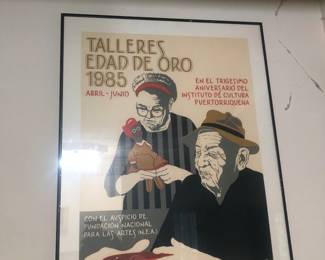 TALLERES
EDAD DE ORO
1985
ABRIL - JUNIO
EN EL TRIGESIMO
ANIVERSARIO DEL
INSTITUTO DE CULTURA
PUERTORRIQUEÑA
CON EL AUSPICIO DE
FUNDACION NACIONAL
PARA LAS ARTES (N.E.A.)